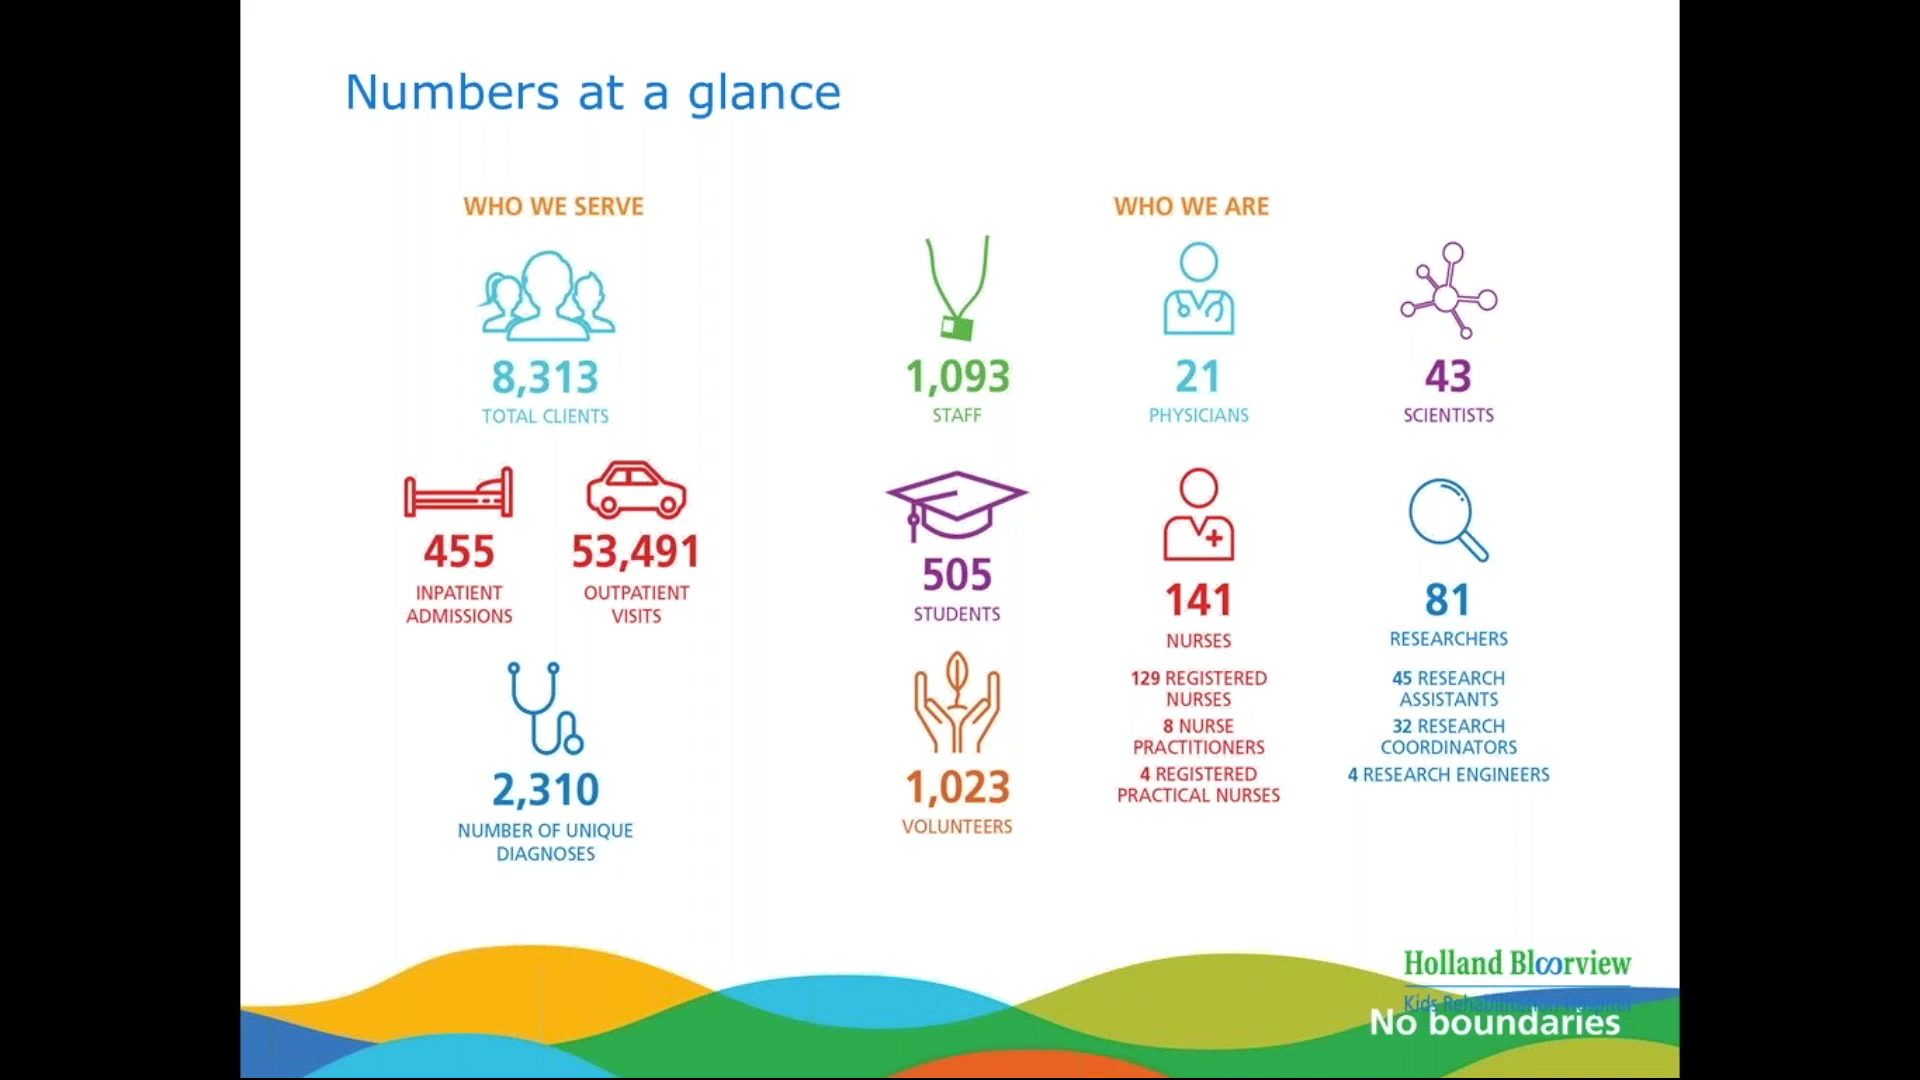 Numbers at a glance
WHO WE SERVE
8,313
TOTAL CLIENTS
455
INPATIENT
ADMISSIONS
53,491
OUTPATIENT
VISITS
2,310
NUMBER OF UNIQUE
DIAGNOSES
WHO WE ARE
1,093
STAFF
21
PHYSICIANS
43
SCIENTISTS
505
STUDENTS
141
NURSES
129 REGISTERED
NURSES
8 NURSE
PRACTITIONERS
4 REGISTERED
PRACTICAL NURSES
81
RESEARCHERS
45 RESEARCH
ASSISTANTS
32 RESEARCH
COORDINATORS
4 RESEARCH ENGINEERS
1,023
VOLUNTEERS
Holland Bloorview
Kids Rehabilitation Hospital
No boundaries